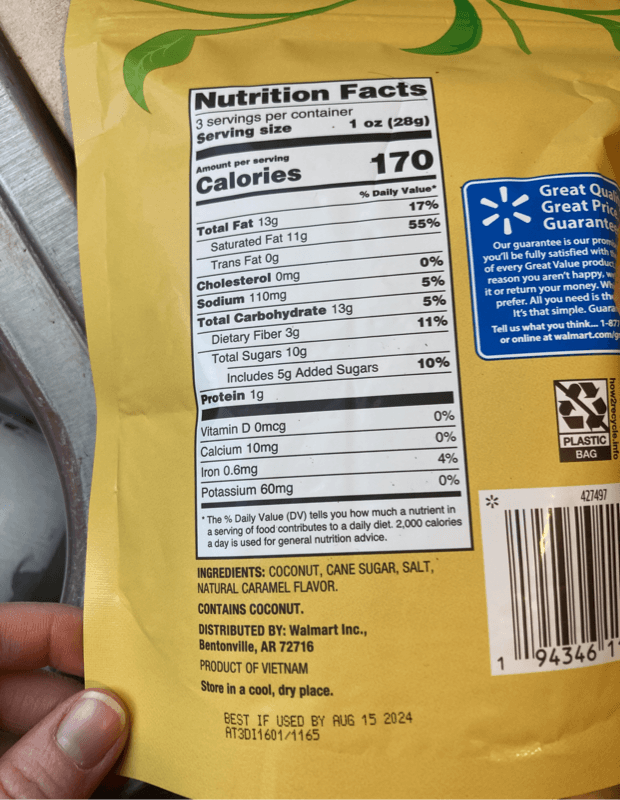 Nutrition Facts
3 servings per container
Serving size 1 oz (28g)
Amount per serving
Calories 170
% Daily Value*
Total Fat 13g 17%
Saturated Fat 11g 55%
Trans Fat 0g
Cholesterol 0mg 0%
Sodium 110mg 5%
Total Carbohydrate 13g 5%
Dietary Fiber 3g 11%
Total Sugars 10g
Includes 5g Added Sugars 10%
Protein 1g
Vitamin D 0mcg 0%
Calcium 10mg 0%
Iron 0.6mg 4%
Potassium 60mg 0%
* The % Daily Value (DV) tells you how much a nutrient in
a serving of food contributes to a daily diet. 2,000 calories
a day is used for general nutrition advice.
INGREDIENTS: COCONUT, CANE SUGAR, SALT,
NATURAL CARAMEL FLAVOR.
CONTAINS COCONUT.
DISTRIBUTED BY: Walmart Inc.,
Bentonville, AR 72716
PRODUCT OF VIETNAM
Store in a cool, dry place.
BEST IF USED BY AUG 15 2024
AT3DI1601/1165
Great
Great
Our guarantee is our
you'll be fully satisfied with
of every Great Value
reason you aren't happy,
it or return your money.
prefer. All you need is the
It's that simple.
Tell us what you think... 1-87
or online at walmart.com/g
PLASTIC
BAG
how2recycle.info
427497
1 94346 1